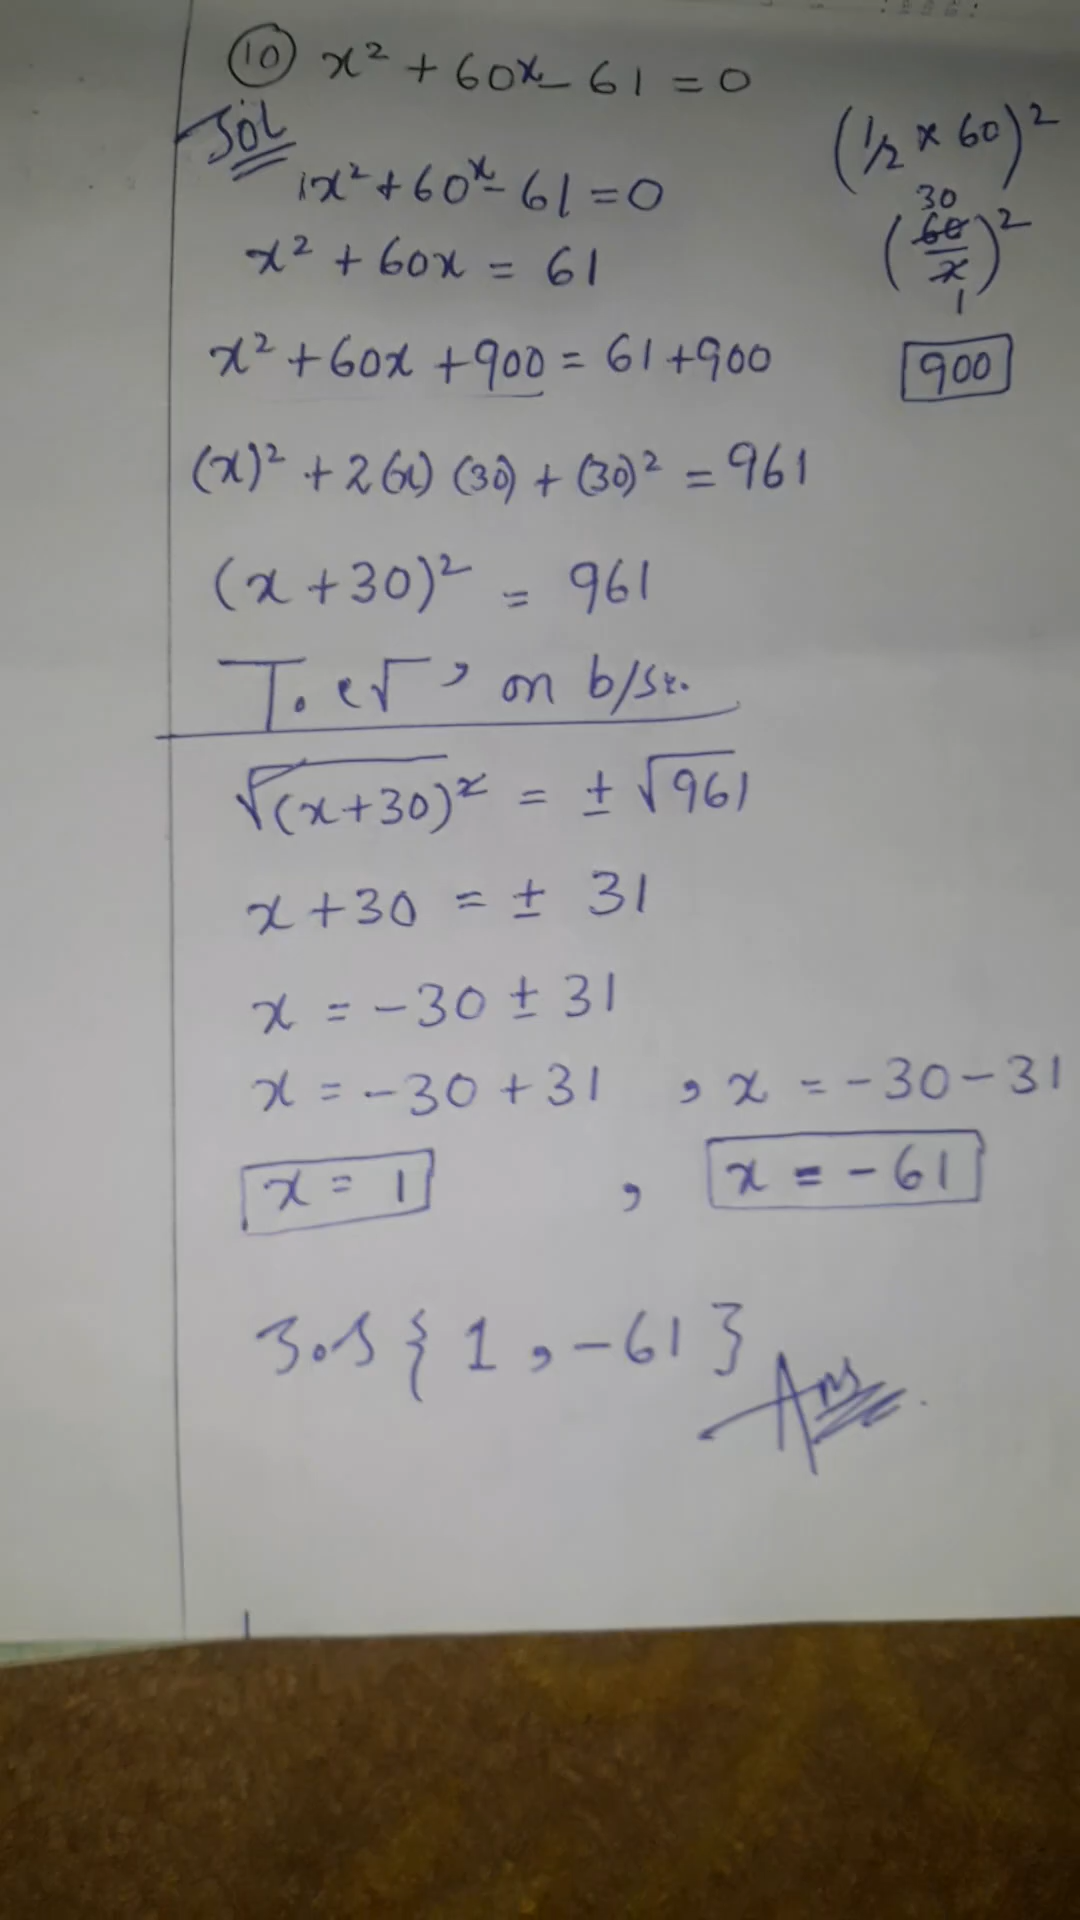 ⑩ x² + 60x - 61 = 0
Sol
1x² + 60x - 61 = 0
x² + 60x = 61
x² + 60x + 900 = 61 + 900
(x)² + 2(x)(30) + (30)² = 961
(x + 30)² = 961
T. e √ , on b/s.
√(x+30)² = ± √961
x + 30 = ± 31
x = -30 ± 31
x = -30 + 31 , x = -30 - 31
x = 1 , x = -61
S.S { 1 , -61 }
Ans
(1/2 × 60)²
30
(60/2)²
1
900